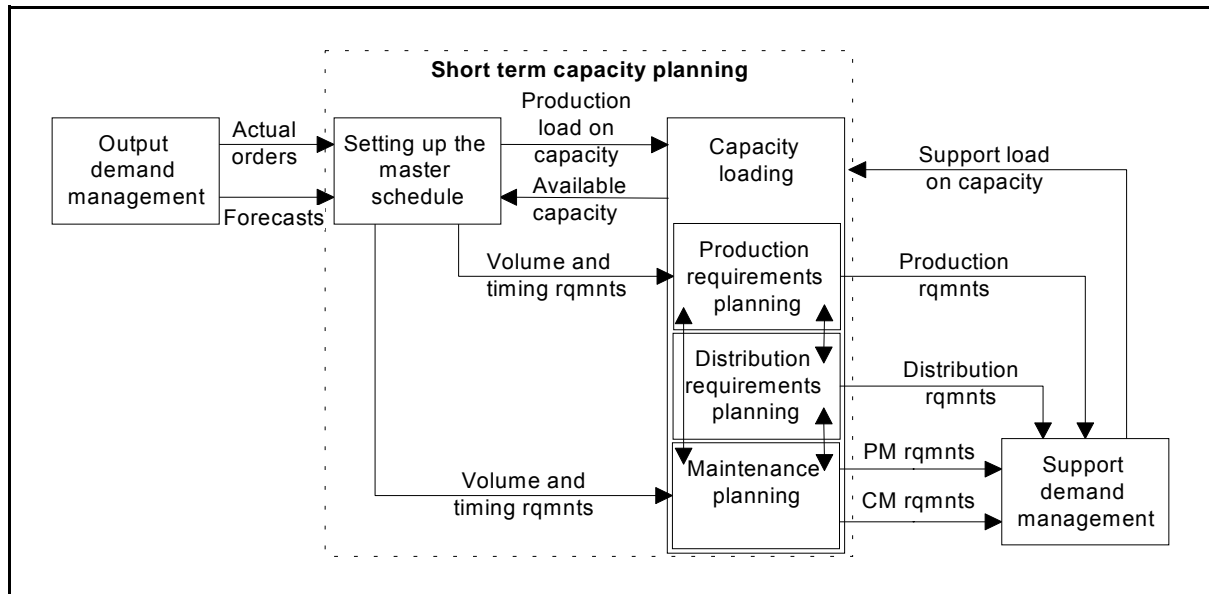 Short term capacity planning
Output
demand
management
Actual
orders
Forecasts
Setting up the
master
schedule
Production
load on
capacity
Available
capacity
Capacity
loading
Support load
on capacity
Volume and
timing rqmnts
Production
requirements
planning
Production
rqmnts
Distribution
requirements
planning
Distribution
rqmnts
Volume and
timing rqmnts
Maintenance
planning
PM rqmnts
CM rqmnts
Support
demand
management